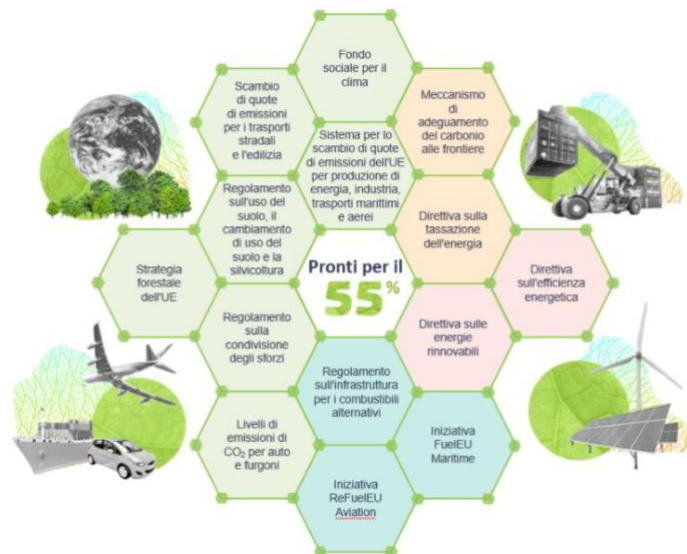 Fondo
sociale per il
clima
Scambio
di quote
di emissioni
per i trasporti
stradali
e l'edilizia
Meccanismo
di
adeguamento
del carbonio
alle frontiere
Sistema per lo
scambio di quote
di emissioni dell'UE
per produzione di
energia, industria,
trasporti marittimi
e aerei
Regolamento
sull'uso del
suolo, il
cambiamento
di uso del
suolo e la
silvicoltura
Direttiva sulla
tassazione
dell'energia
Strategia
forestale
dell'UE
Pronti per il
55%
Direttiva
sull'efficienza
energetica
Regolamento
sulla
condivisione
degli sforzi
Direttiva sulle
energie
rinnovabili
Regolamento
sull'infrastruttura
per i combustibili
alternativi
Livelli di
emissioni di
CO₂ per auto
e furgoni
Iniziativa
FuelEU
Maritime
Iniziativa
ReFuelEU
Aviation